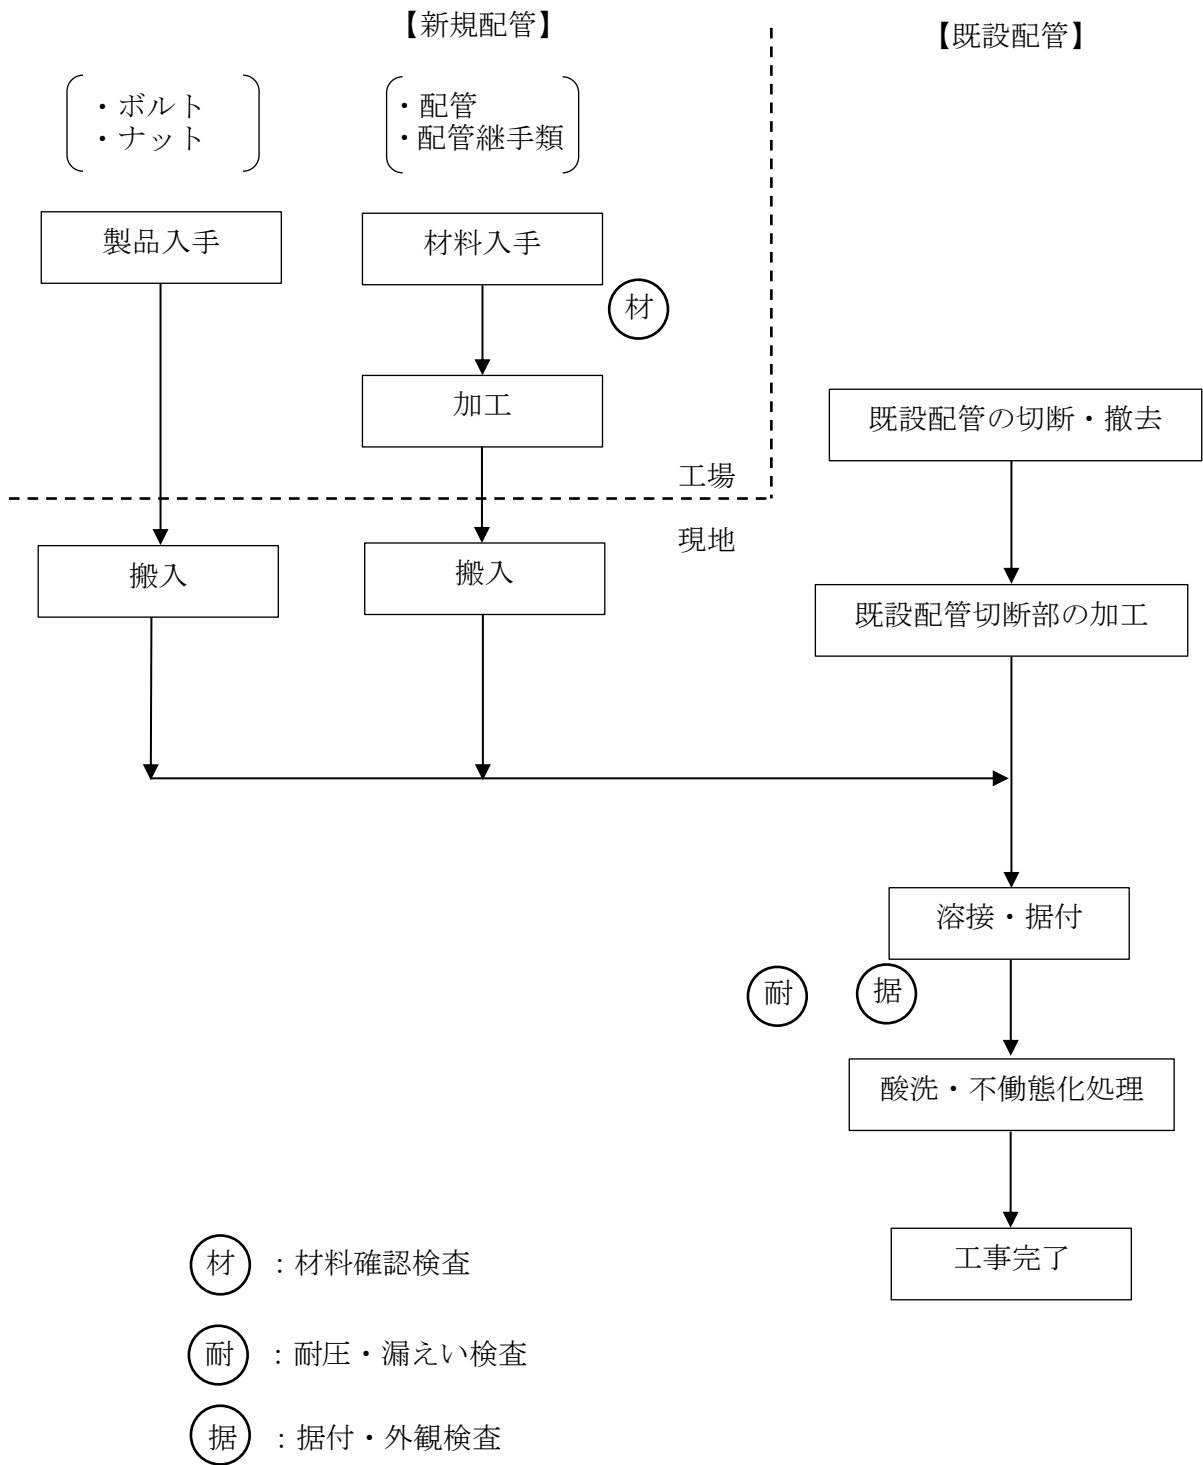 【新規配管】
【既設配管】
・ボルト
・ナット
・配管
・配管継手類
製品入手
材料入手
材
加工
既設配管の切断・撤去
工場
現地
搬入
搬入
既設配管切断部の加工
溶接・据付
耐
据
酸洗・不働態化処理
工事完了
材：材料確認検査
耐：耐圧・漏えい検査
据：据付・外観検査